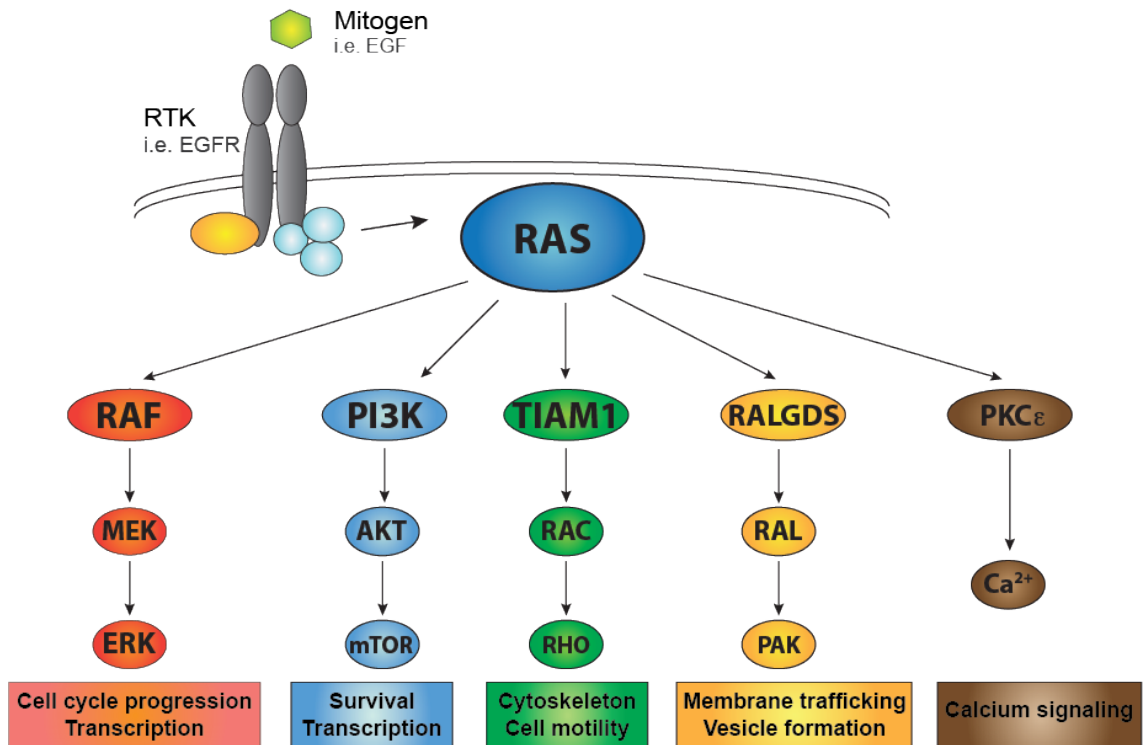 Mitogen
i.e. EGF
RTK
i.e. EGFR
RAS
RAF
PI3K
TIAM1
RALGDS
PKCε
MEK
AKT
RAC
RAL
Ca²⁺
ERK
mTOR
RHO
PAK
Cell cycle progression
Transcription
Survival
Transcription
Cytoskeleton
Cell motility
Membrane trafficking
Vesicle formation
Calcium signaling